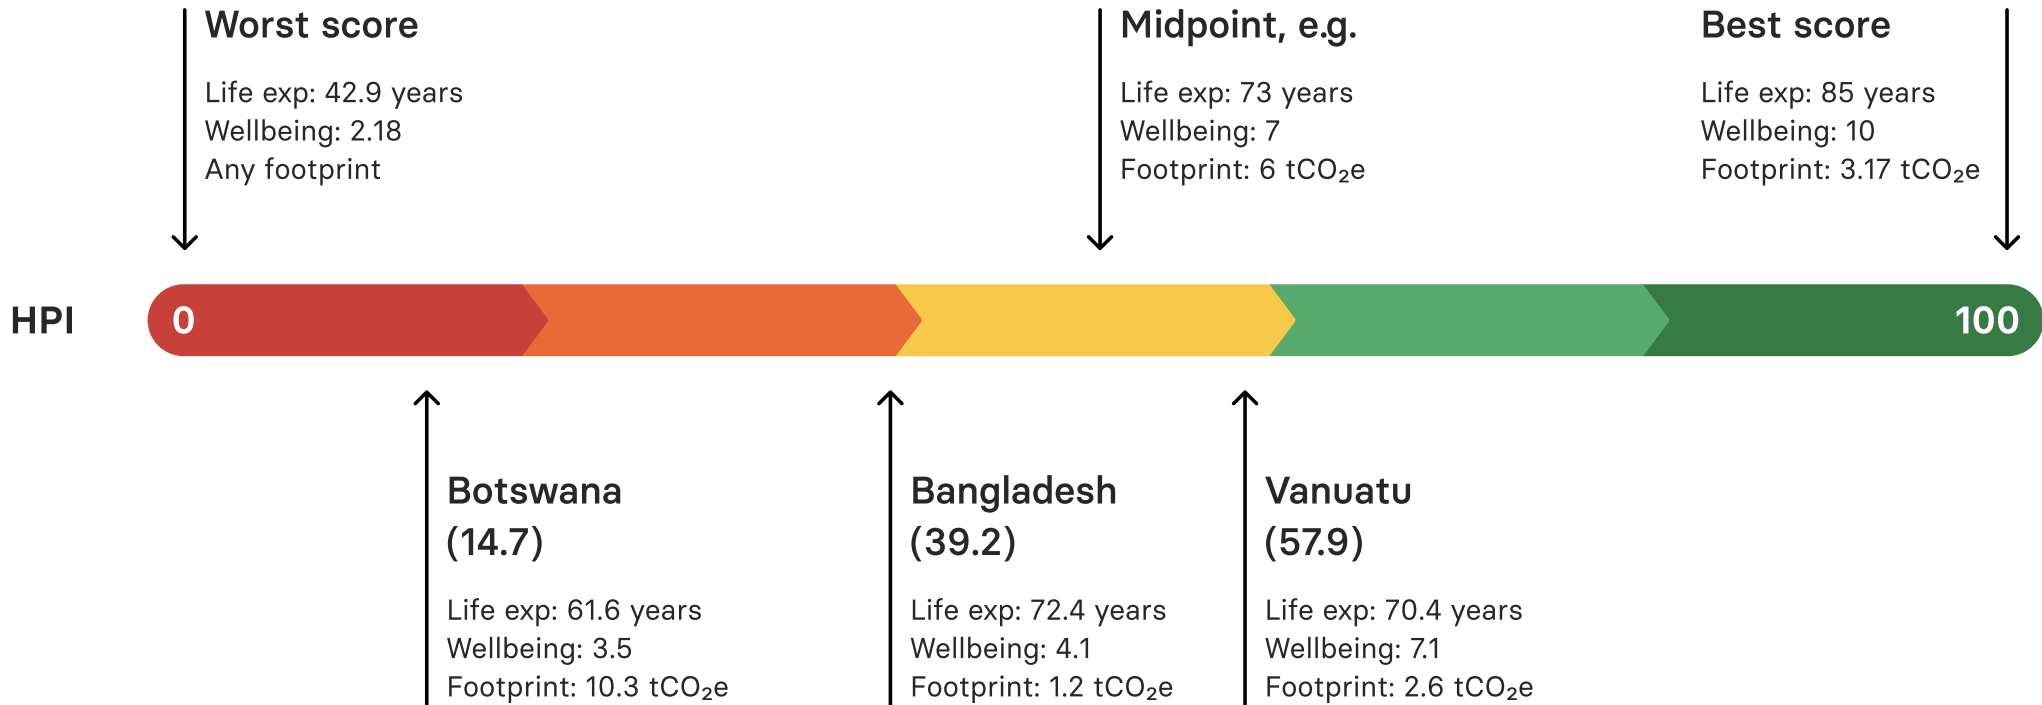 Worst score
Life exp: 42.9 years
Wellbeing: 2.18
Any footprint
Midpoint, e.g.
Life exp: 73 years
Wellbeing: 7
Footprint: 6 tCO₂e
Best score
Life exp: 85 years
Wellbeing: 10
Footprint: 3.17 tCO₂e
HPI
0
100
Botswana
(14.7)
Life exp: 61.6 years
Wellbeing: 3.5
Footprint: 10.3 tCO₂e
Bangladesh
(39.2)
Life exp: 72.4 years
Wellbeing: 4.1
Footprint: 1.2 tCO₂e
Vanuatu
(57.9)
Life exp: 70.4 years
Wellbeing: 7.1
Footprint: 2.6 tCO₂e